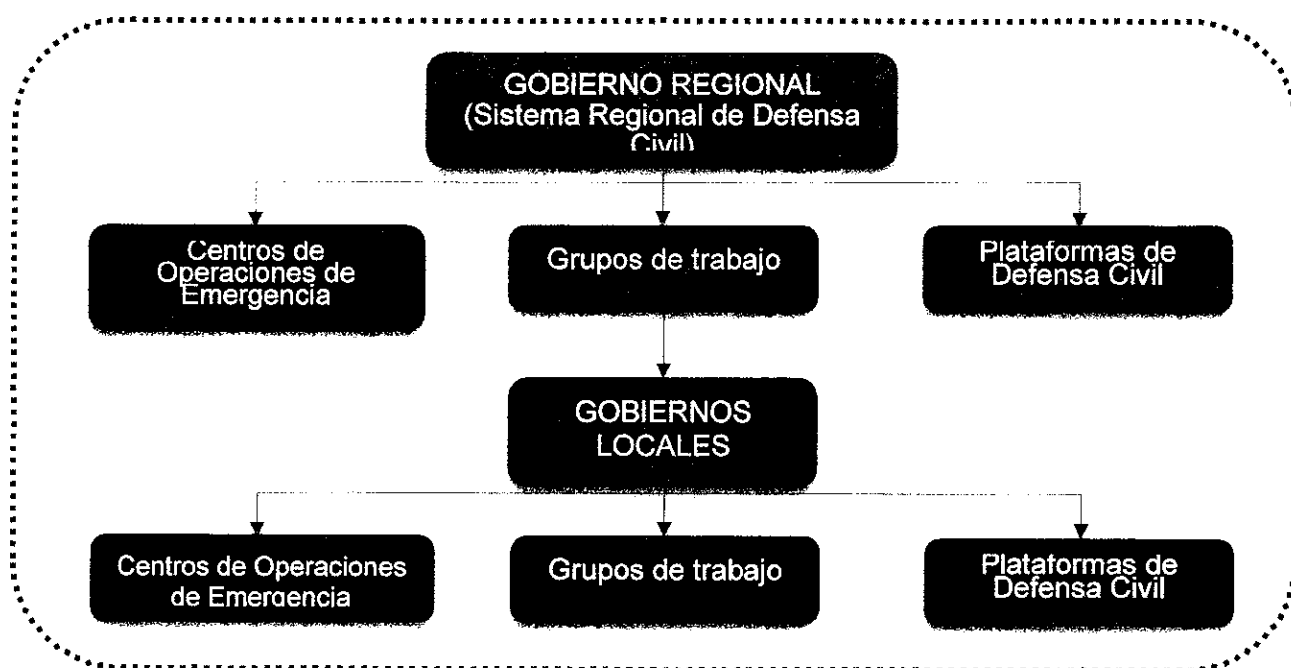 GOBIERNO REGIONAL
(Sistema Regional de Defensa
Civil)
Centros de
Operaciones de
Emergencia
Grupos de trabajo
Plataformas de
Defensa Civil
GOBIERNOS
LOCALES
Centros de Operaciones
de Emergencia
Grupos de trabajo
Plataformas de
Defensa Civil